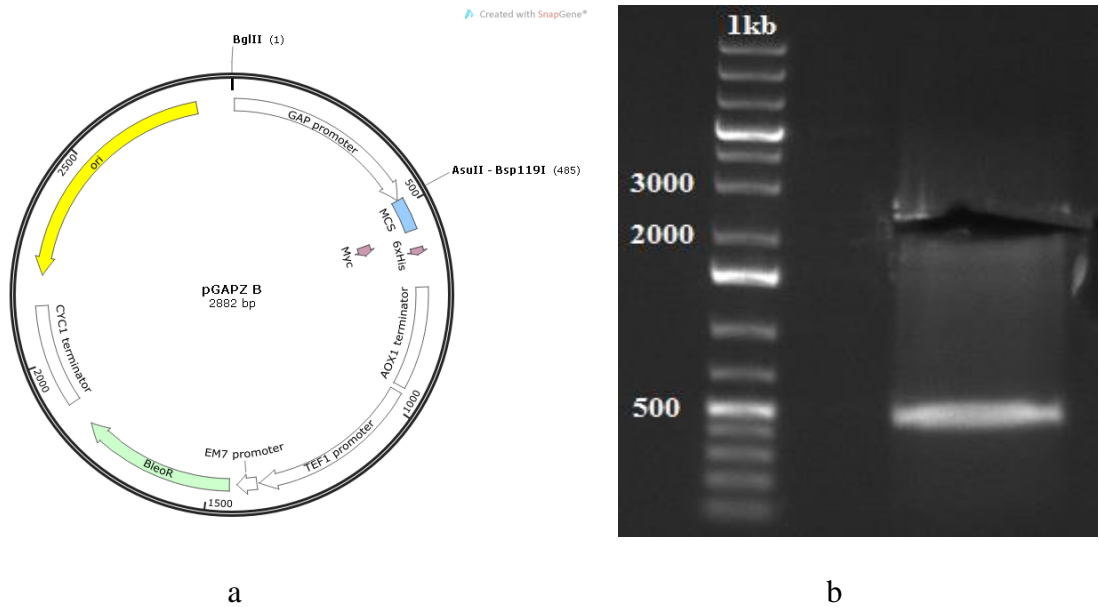 Created with SnapGene®
BglII (1)
GAP promoter
AsuII - Bsp119I (485)
500
MCS
6xHis
Myc
AOX1 terminator
1000
TEF1 promoter
EM7 promoter
1500
BleoR
2000
CYC1 terminator
ori
2500
pGAPZ B
2882 bp
a
1kb
3000
2000
500
b